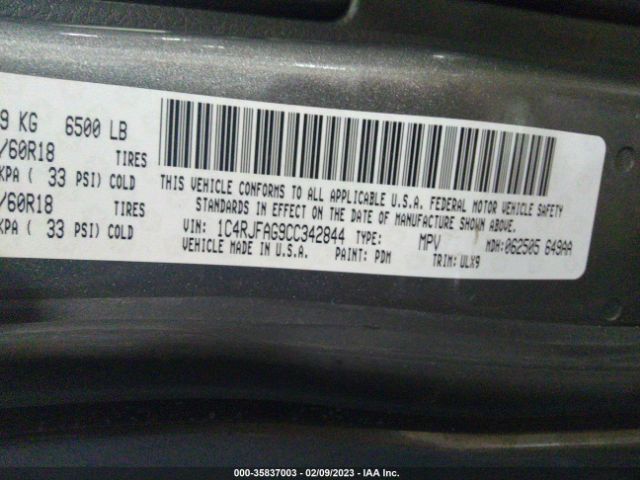 9 KG 6500 LB
/60R18 TIRES
KPA ( 33 PSI) COLD
/60R18 TIRES
KPA ( 33 PSI) COLD
THIS VEHICLE CONFORMS TO ALL APPLICABLE U.S.A. FEDERAL MOTOR VEHICLE SAFETY
STANDARDS IN EFFECT ON THE DATE OF MANUFACTURE SHOWN ABOVE.
VIN: 1C4RJFAG9CC342844 TYPE: MPV MDH:062505 649AA
VEHICLE MADE IN U.S.A. PAINT: PDM TRIM:ULX9
000-35837003 — 02/09/2023 — IAA Inc.